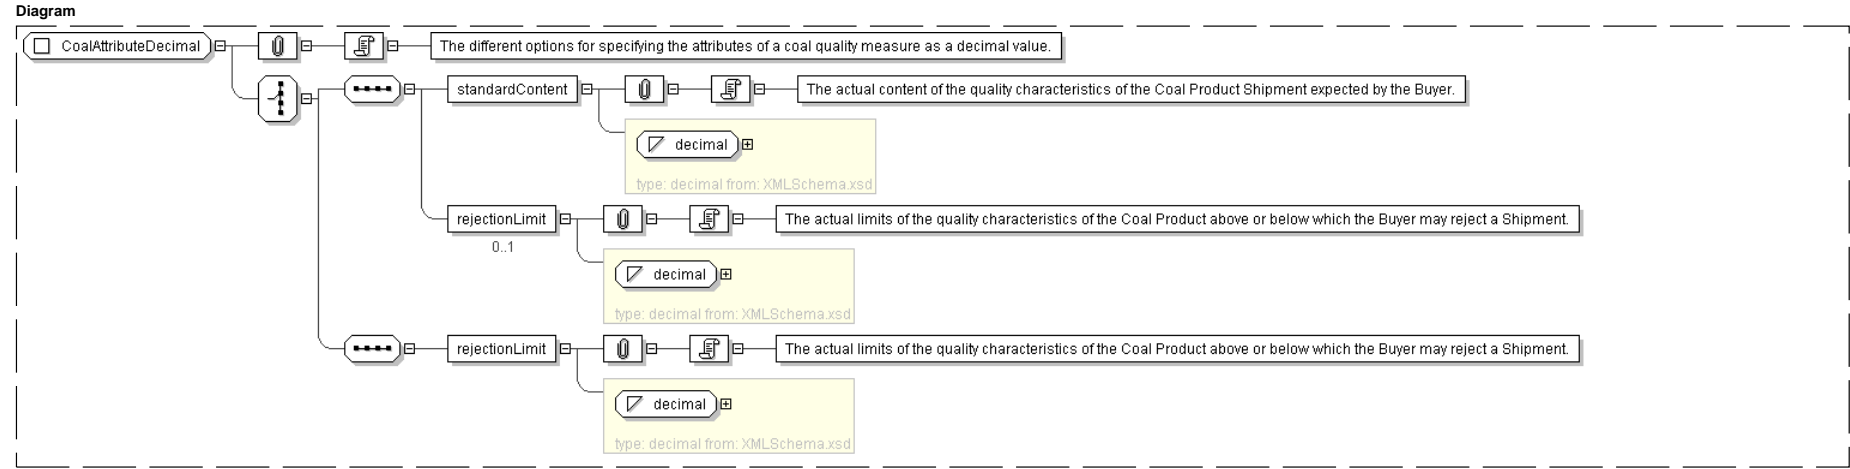 Diagram
CoalAttributeDecimal
The different options for specifying the attributes of a coal quality measure as a decimal value.
standardContent
The actual content of the quality characteristics of the Coal Product Shipment expected by the Buyer.
decimal
type: decimal from: XMLSchema.xsd
rejectionLimit
The actual limits of the quality characteristics of the Coal Product above or below which the Buyer may reject a Shipment.
0..1
decimal
type: decimal from: XMLSchema.xsd
rejectionLimit
The actual limits of the quality characteristics of the Coal Product above or below which the Buyer may reject a Shipment.
decimal
type: decimal from: XMLSchema.xsd